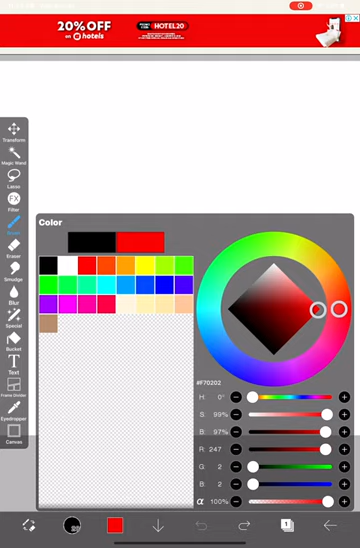 20%OFF
on hotels
HOTEL20
Transform
Magic Wand
Lasso
FX
Filter
Brush
Eraser
Smudge
Blur
Special
Bucket
T
Text
Frame Divider
Eyedropper
Canvas
Color
#F70202
H: 0°
S: 99%
B: 97%
R: 247
G: 2
B: 2
α 100%
1